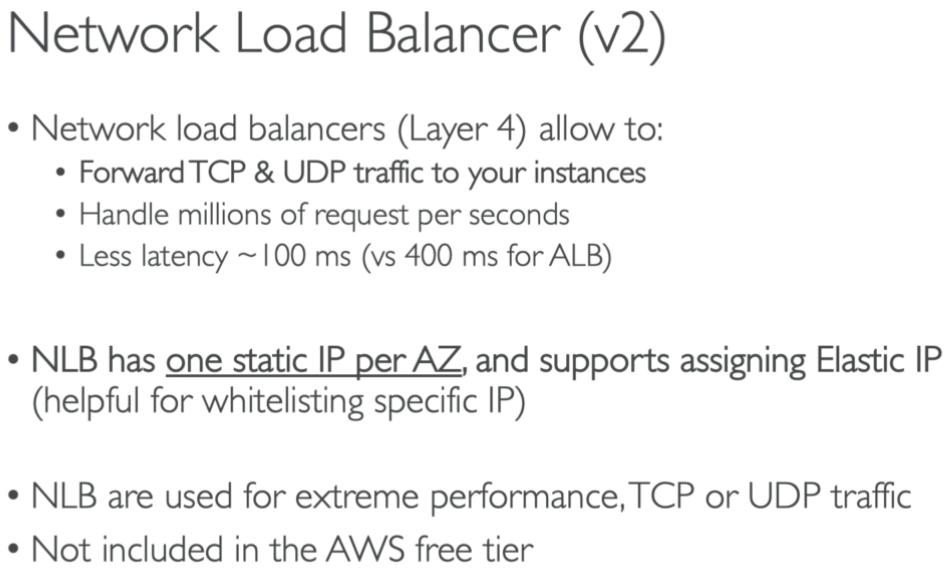 Network Load Balancer (v2)
• Network load balancers (Layer 4) allow to:
• Forward TCP & UDP traffic to your instances
• Handle millions of request per seconds
• Less latency ~100 ms (vs 400 ms for ALB)
• NLB has one static IP per AZ, and supports assigning Elastic IP
(helpful for whitelisting specific IP)
• NLB are used for extreme performance, TCP or UDP traffic
• Not included in the AWS free tier